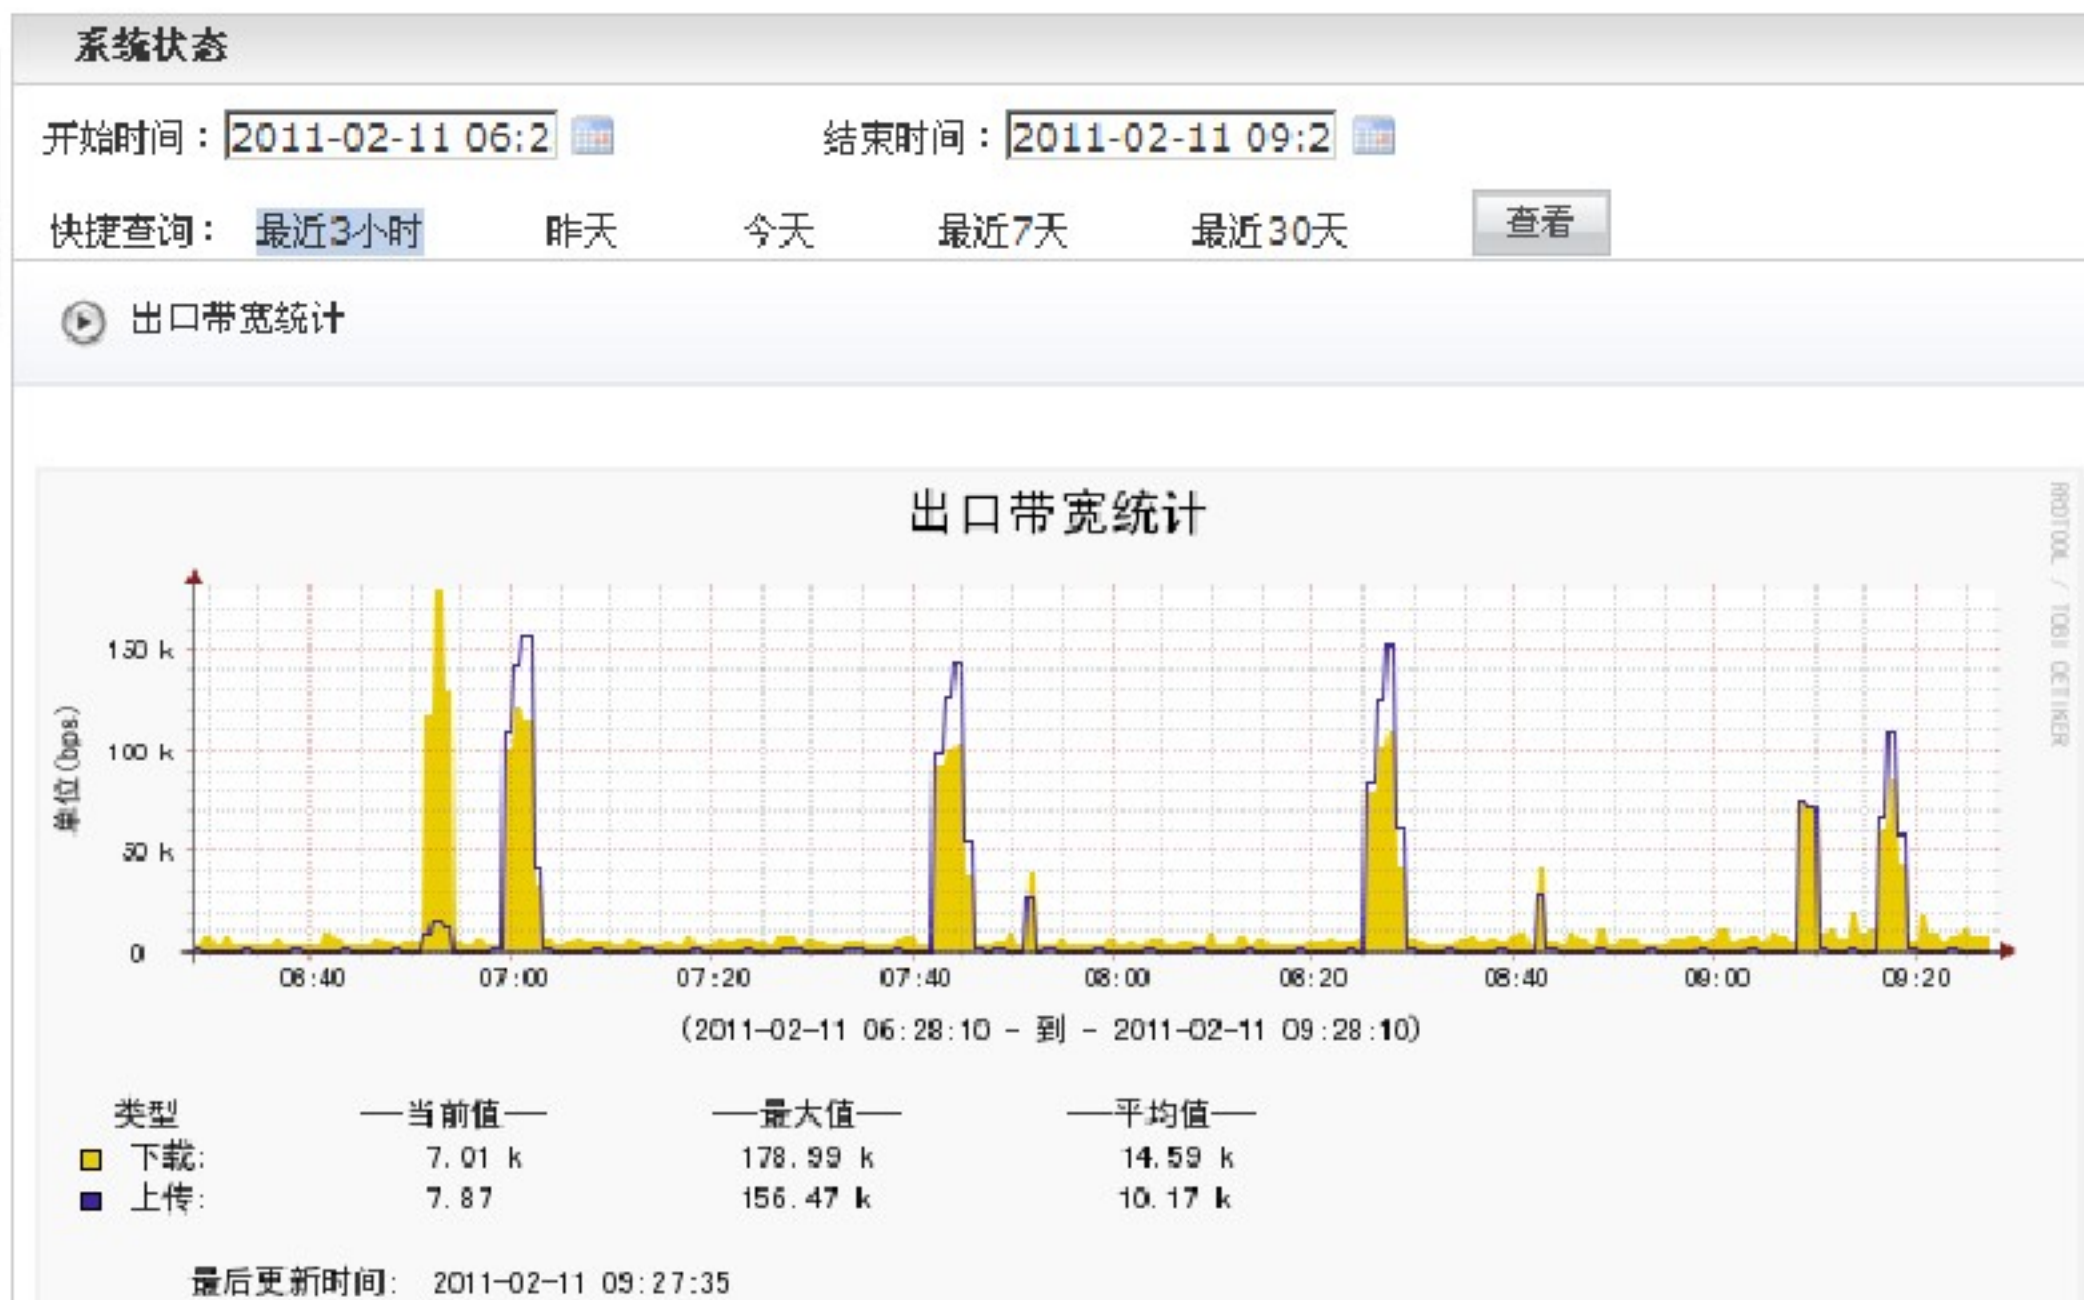 系统状态
开始时间： 2011-02-11 06:2 结束时间： 2011-02-11 09:2
快捷查询： 最近3小时 昨天 今天 最近7天 最近30天 查看
出口带宽统计
出口带宽统计
RRDTOOL / TOBI OETIKER
单位(bps)
150 k
100 k
50 k
0
06:40 07:00 07:20 07:40 08:00 08:20 08:40 09:00 09:20
(2011-02-11 06:28:10 - 到 - 2011-02-11 09:28:10)
类型 ——当前值—— ——最大值—— ——平均值——
下载: 7.01 k 178.99 k 14.59 k
上传: 7.87 156.47 k 10.17 k
最后更新时间: 2011-02-11 09:27:35